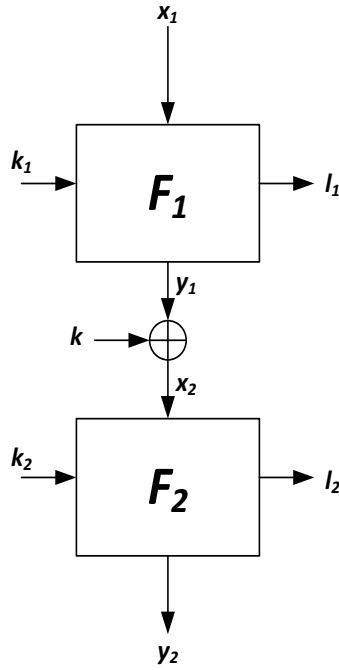 x₁
k₁ F₁ l₁
y₁
k
x₂
k₂ F₂ l₂
y₂